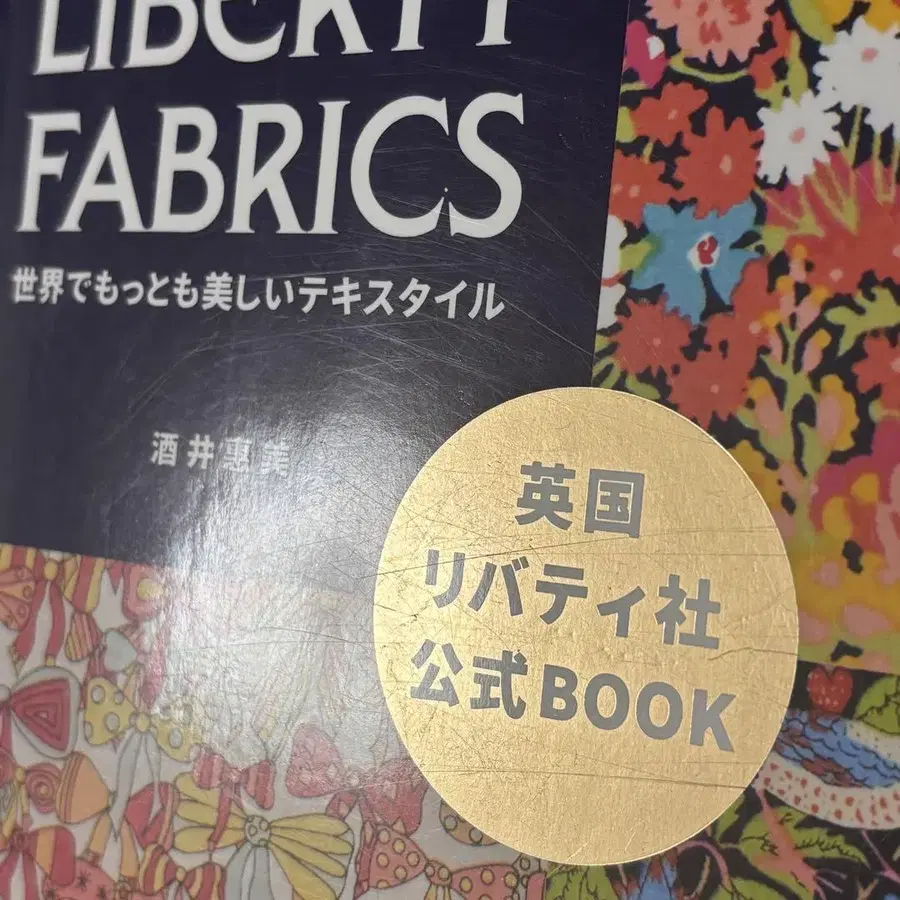 LIBERTY
FABRICS
世界でもっとも美しいテキスタイル
酒井惠美
英国
リバティ社
公式BOOK